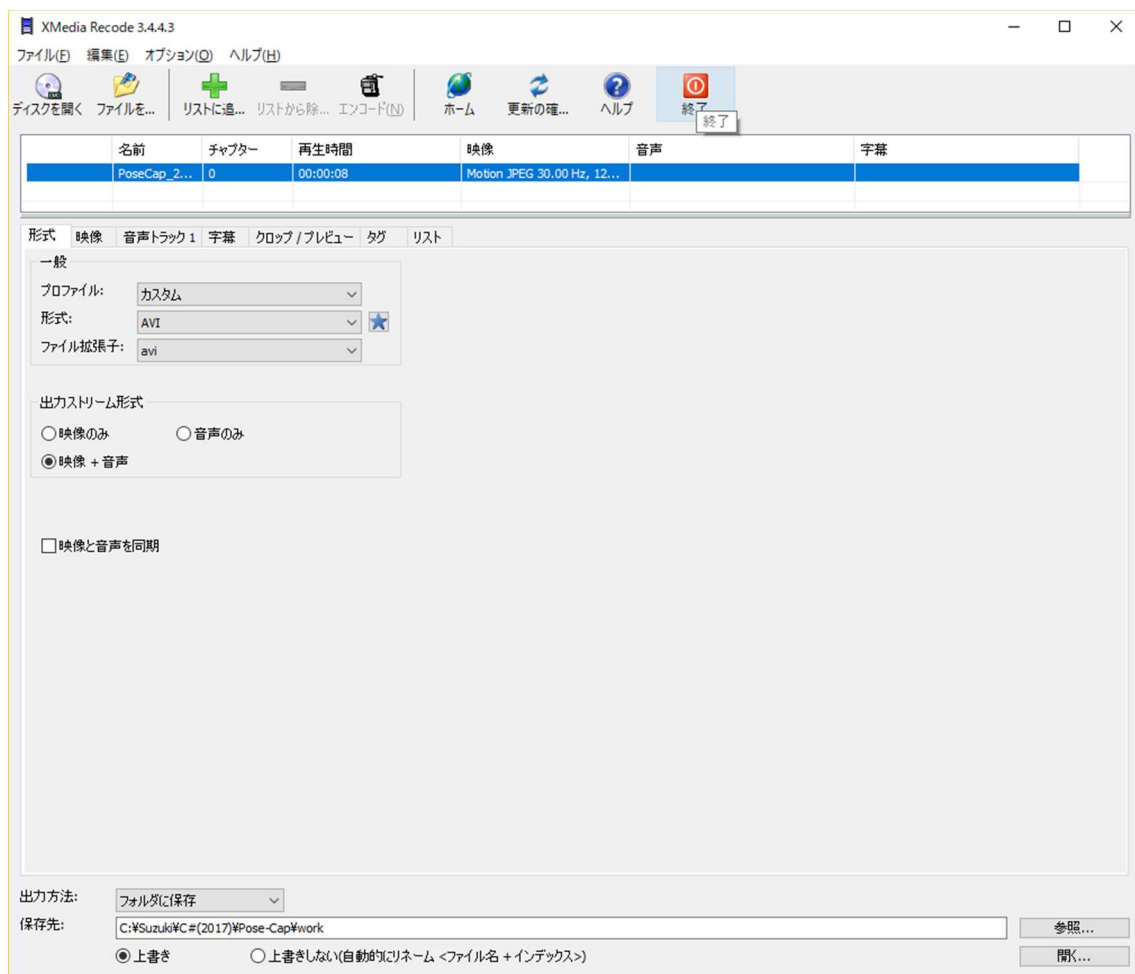 XMedia Recode 3.4.4.3
ファイル(F) 編集(E) オプション(O) ヘルプ(H)
ディスクを開く ファイルを... リストに追... リストから除... エンコード(N) ホーム 更新の確... ヘルプ 終了
終了
名前 チャプター 再生時間 映像 音声 字幕
PoseCap_2... 0 00:00:08 Motion JPEG 30.00 Hz, 12...
形式 映像 音声トラック 1 字幕 クロップ / プレビュー タグ リスト
一般
プロファイル: カスタム
形式: AVI
ファイル拡張子: avi
出力ストリーム形式
映像のみ 音声のみ
映像 + 音声
映像と音声を同期
出力方法: フォルダに保存
保存先: C:¥Suzuki¥C#(2017)¥Pose-Cap¥work 参照...
上書き 上書きしない(自動的にリネーム <ファイル名 + インデックス>) 開く...